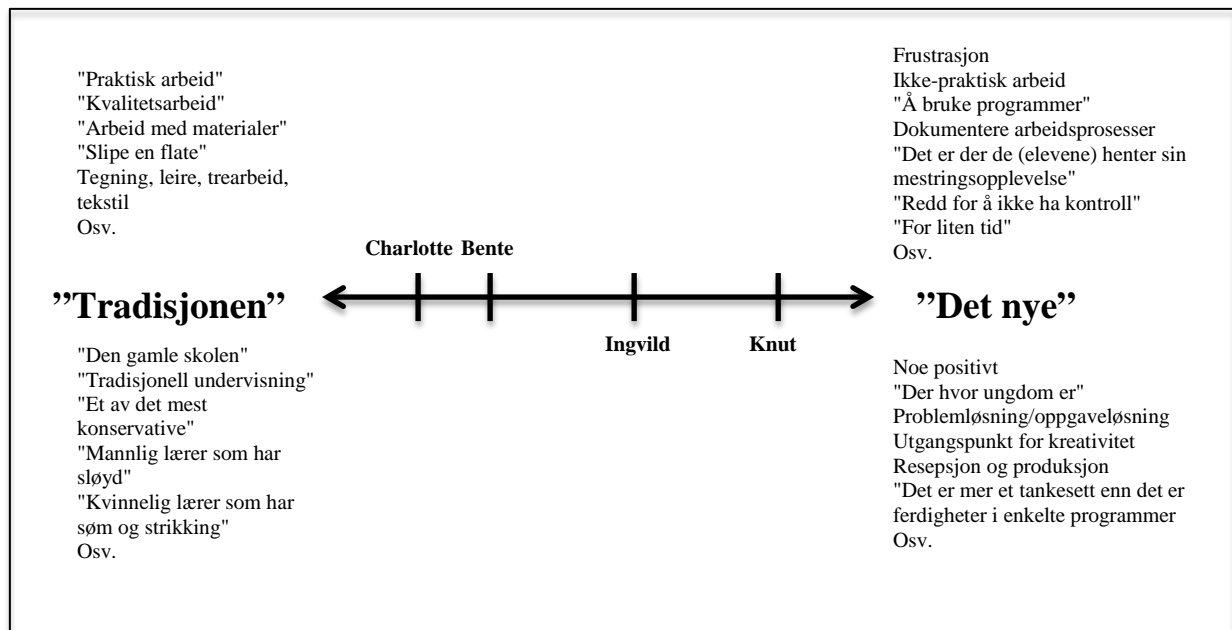 "Praktisk arbeid"
"Kvalitetsarbeid"
"Arbeid med materialer"
"Slipe en flate"
Tegning, leire, trearbeid,
tekstil
Osv.
Frustrasjon
Ikke-praktisk arbeid
"Å bruke programmer"
Dokumentere arbeidsprosesser
"Det er der de (elevene) henter sin
mestringsopplevelse"
"Redd for å ikke ha kontroll"
"For liten tid"
Osv.
Charlotte Bente
”Tradisjonen”
”Det nye”
Ingvild Knut
"Den gamle skolen"
"Tradisjonell undervisning"
"Et av det mest
konservative"
"Mannlig lærer som har
sløyd"
"Kvinnelig lærer som har
søm og strikking"
Osv.
Noe positivt
"Der hvor ungdom er"
Problemløsning/oppgaveløsning
Utgangspunkt for kreativitet
Resepsjon og produksjon
"Det er mer et tankesett enn det er
ferdigheter i enkelte programmer
Osv.